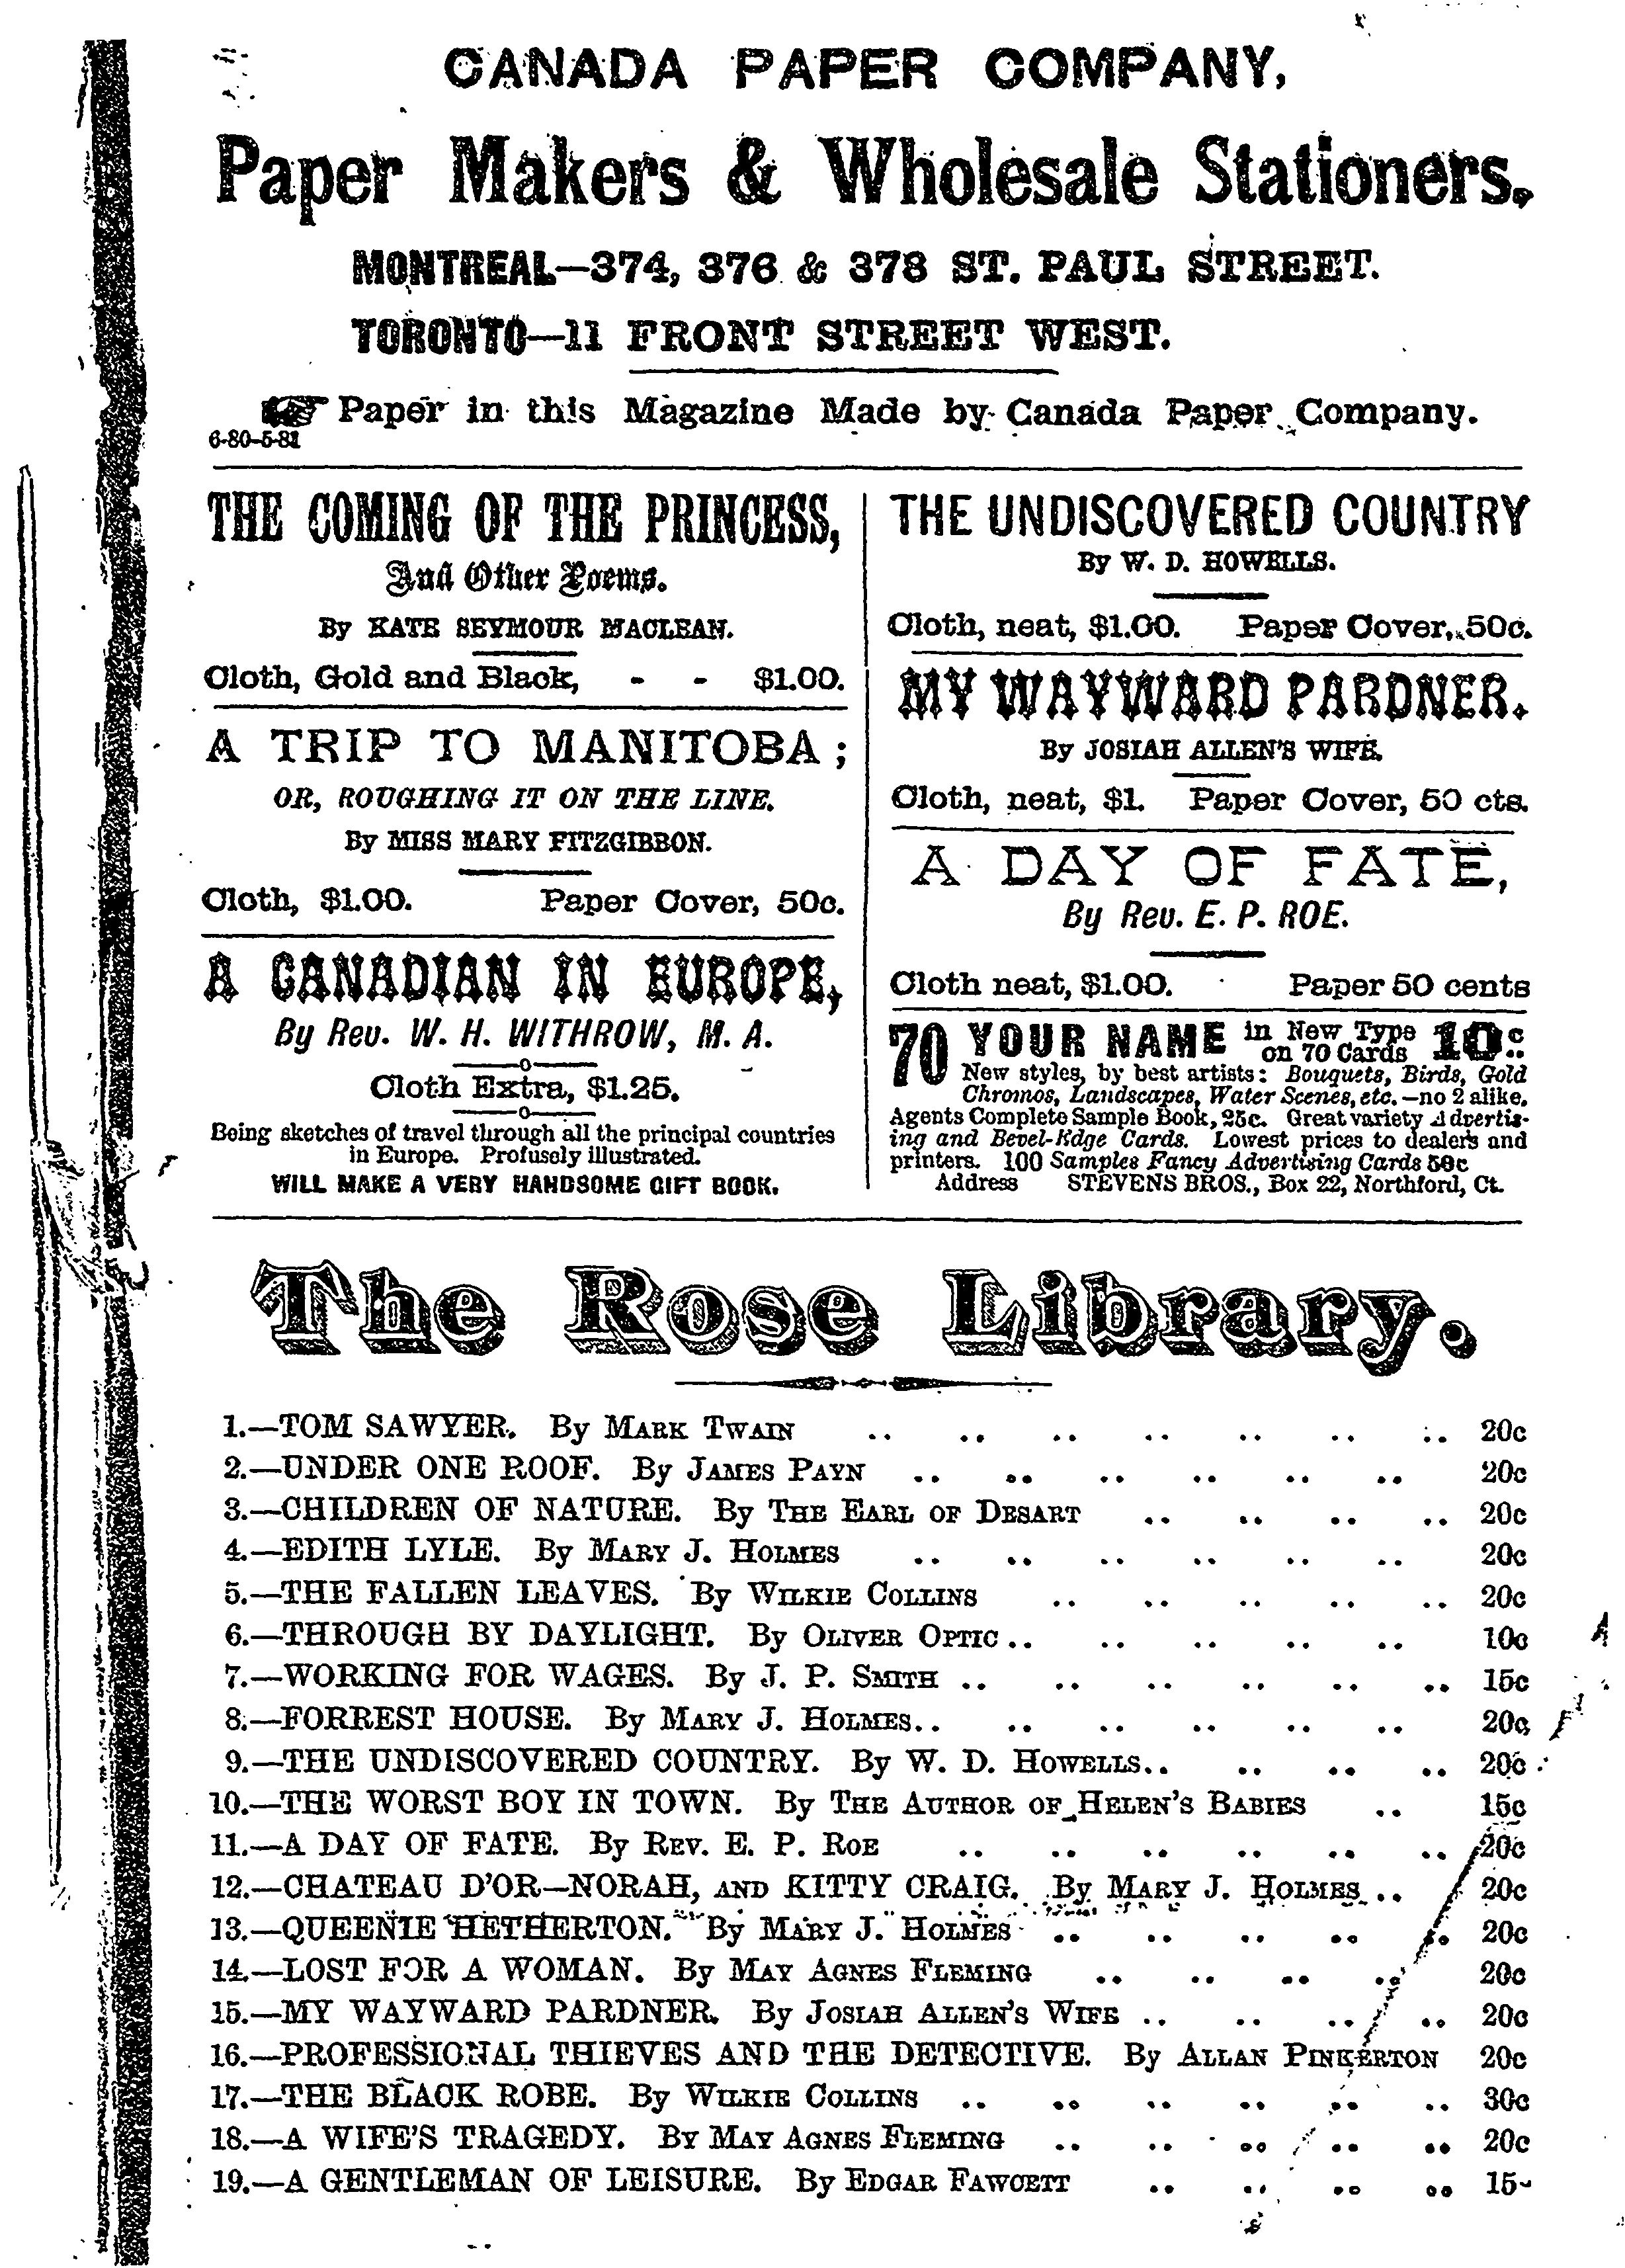 CANADA PAPER COMPANY,
Paper Makers & Wholesale Stationers.
MONTREAL—374, 376 & 378 ST. PAUL STREET.
TORONTO—11 FRONT STREET WEST.
Paper in this Magazine Made by Canada Paper Company.
6-80-5-81
THE COMING OF THE PRINCESS,
And Other Poems.
By KATE SEYMOUR MACLEAN.
Cloth, Gold and Black, - - $1.00.
A TRIP TO MANITOBA;
OR, ROUGHING IT ON THE LINE.
By MISS MARY FITZGIBBON.
Cloth, $1.00. Paper Cover, 50c.
A CANADIAN IN EUROPE,
By Rev. W. H. WITHROW, M. A.
Cloth Extra, $1.25.
Being sketches of travel through all the principal countries
in Europe. Profusely illustrated.
WILL MAKE A VERY HANDSOME GIFT BOOK.
THE UNDISCOVERED COUNTRY
By W. D. HOWELLS.
Cloth, neat, $1.00. Paper Cover, 50c.
MY WAYWARD PARDNER.
By JOSIAH ALLEN'S WIFE.
Cloth, neat, $1. Paper Cover, 50 cts.
A DAY OF FATE,
By Rev. E. P. ROE.
Cloth neat, $1.00. Paper 50 cents
70 YOUR NAME in New Type on 70 Cards 10c.
New styles, by best artists: Bouquets, Birds, Gold
Chromos, Landscapes, Water Scenes, etc.—no 2 alike.
Agents Complete Sample Book, 25c. Great variety Advertis-
ing and Bevel-Edge Cards. Lowest prices to dealers and
printers. 100 Samples Fancy Advertising Cards 50c
Address STEVENS BROS., Box 22, Northford, Ct.
The Rose Library.
1.—TOM SAWYER. By MARK TWAIN .. .. .. .. .. .. .. 20c
2.—UNDER ONE ROOF. By JAMES PAYN .. .. .. .. .. .. 20c
3.—CHILDREN OF NATURE. By THE EARL OF DESART .. .. .. .. 20c
4.—EDITH LYLE. By MARY J. HOLMES .. .. .. .. .. .. 20c
5.—THE FALLEN LEAVES. By WILKIE COLLINS .. .. .. .. .. 20c
6.—THROUGH BY DAYLIGHT. By OLIVER OPTIC .. .. .. .. .. 10c
7.—WORKING FOR WAGES. By J. P. SMITH .. .. .. .. .. .. 15c
8.—FORREST HOUSE. By MARY J. HOLMES .. .. .. .. .. .. 20c
9.—THE UNDISCOVERED COUNTRY. By W. D. HOWELLS .. .. .. .. 20c
10.—THE WORST BOY IN TOWN. By THE AUTHOR OF HELEN'S BABIES .. 15c
11.—A DAY OF FATE. By REV. E. P. ROE .. .. .. .. .. .. 20c
12.—CHATEAU D'OR—NORAH, AND KITTY CRAIG. By MARY J. HOLMES .. 20c
13.—QUEENIE HETHERTON. By MARY J. HOLMES .. .. .. .. .. 20c
14.—LOST FOR A WOMAN. By MAY AGNES FLEMING .. .. .. .. 20c
15.—MY WAYWARD PARDNER. By JOSIAH ALLEN'S WIFE .. .. .. .. 20c
16.—PROFESSIONAL THIEVES AND THE DETECTIVE. By ALLAN PINKERTON 20c
17.—THE BLACK ROBE. By WILKIE COLLINS .. .. .. .. .. .. 30c
18.—A WIFE'S TRAGEDY. BY MAY AGNES FLEMING .. .. .. .. .. 20c
19.—A GENTLEMAN OF LEISURE. By EDGAR FAWCETT .. .. .. .. 15